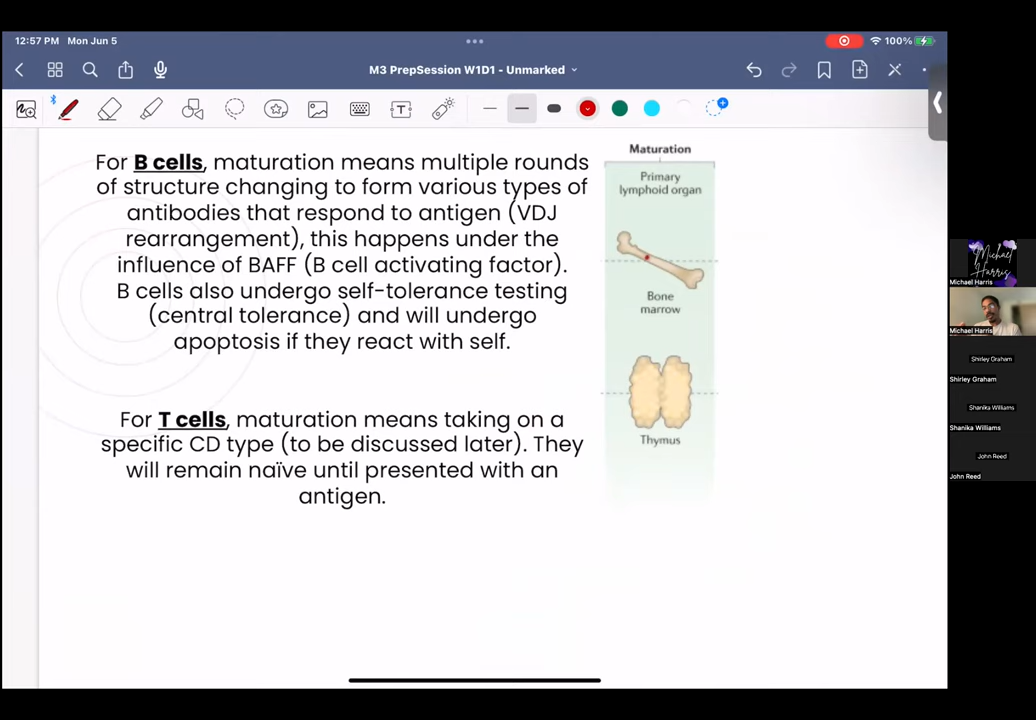 12:57 PM Mon Jun 5
100%
M3 PrepSession W1D1 - Unmarked
T
For B cells, maturation means multiple rounds
of structure changing to form various types of
antibodies that respond to antigen (VDJ
rearrangement), this happens under the
influence of BAFF (B cell activating factor).
B cells also undergo self-tolerance testing
(central tolerance) and will undergo
apoptosis if they react with self.
For T cells, maturation means taking on a
specific CD type (to be discussed later). They
will remain naïve until presented with an
antigen.
Maturation
Primary
lymphoid organ
Bone
marrow
Thymus
Michael
Harris
Michael Harris
Michael Harris
Shirley Graham
Shirley Graham
Shanika Williams
Shanika Williams
John Reed
John Reed